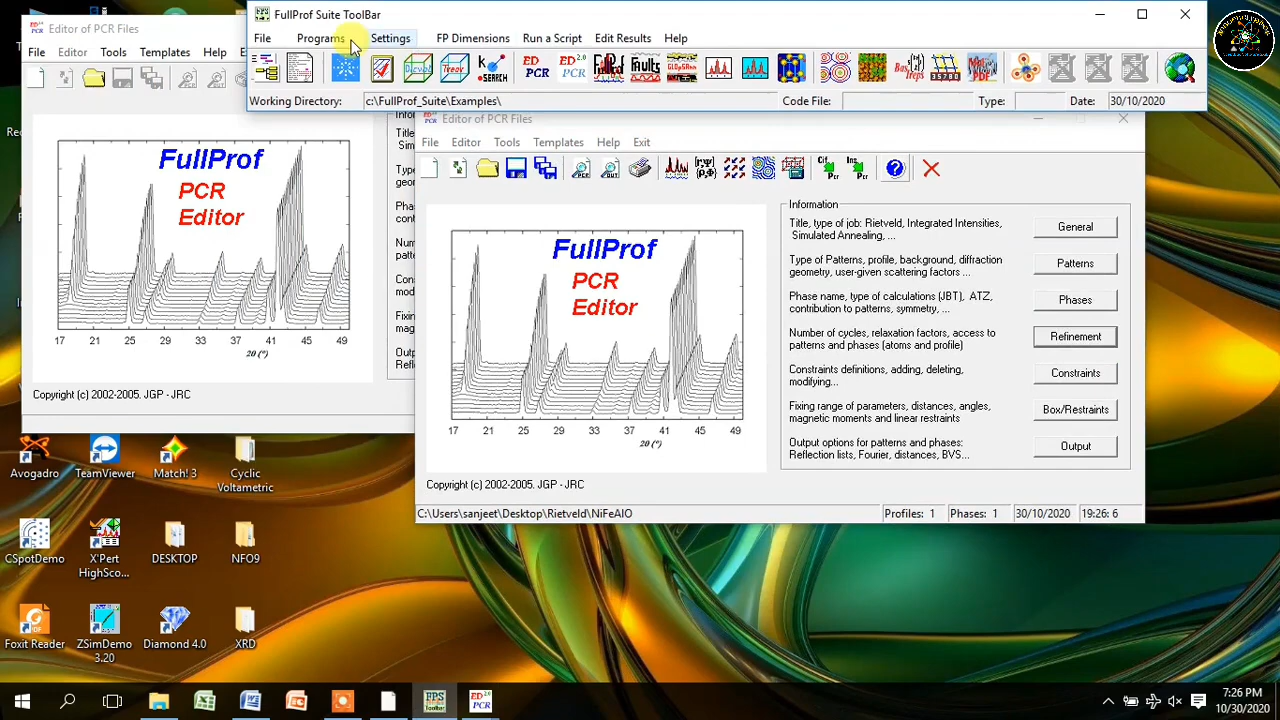 Editor of PCR Files
File Editor Tools Templates Help
FullProf
PCR
Editor
17 21 25 29 33 37 41 45 49
2θ (°)
Copyright (c) 2002-2005. JGP - JRC
FullProf Suite ToolBar
File Programs Settings FP Dimensions Run a Script Edit Results Help
Working Directory: c:\FullProf_Suite\Examples\ Code File: Type: Date: 30/10/2020
Editor of PCR Files
File Editor Tools Templates Help Exit
FullProf
PCR
Editor
17 21 25 29 33 37 41 45 49
2θ (°)
Copyright (c) 2002-2005. JGP - JRC
Information
Title, type of job: Rietveld, Integrated Intensities,
Simulated Annealing, ...
General
Type of Patterns, profile, background, diffraction
geometry, user-given scattering factors ...
Patterns
Phase name, type of calculations (JBT), ATZ,
contribution to patterns, symmetry, ...
Phases
Number of cycles, relaxation factors, access to
patterns and phases (atoms and profile)
Refinement
Constraints definitions, adding, deleting,
modifying...
Constraints
Fixing range of parameters, distances, angles,
magnetic moments and linear restraints
Box/Restraints
Output options for patterns and phases:
Reflection lists, Fourier, distances, BVS...
Output
C:\Users\sanjeet\Desktop\Rietveld\NiFeAlO Profiles: 1 Phases: 1 30/10/2020 19:26: 6
Avogadro
TeamViewer
Match! 3
Cyclic
Voltametric
CSpotDemo
X'Pert
HighSco...
DESKTOP
NFO9
Foxit Reader
ZSimDemo
3.20
Diamond 4.0
XRD
7:26 PM
10/30/2020